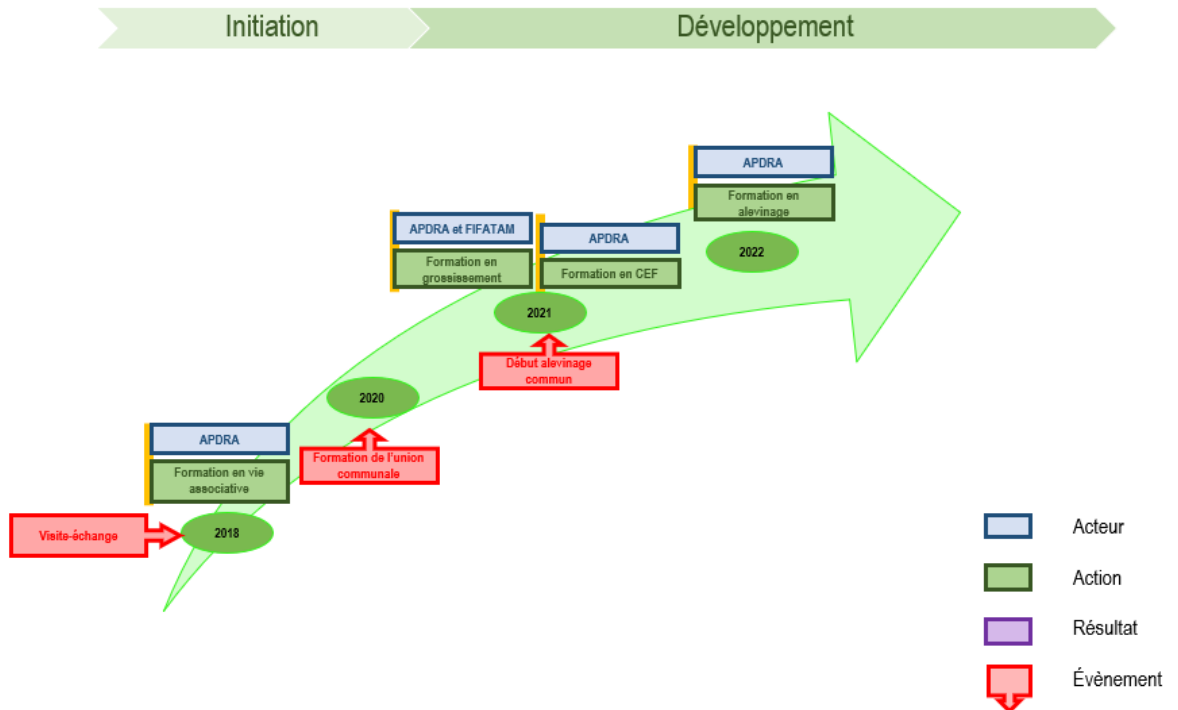 Initiation
Développement
APDRA
Formation en
alevinage
APDRA et FIFATAM
Formation en
grossissement
APDRA
Formation en CEF
2022
2021
Début alevinage
commun
2020
APDRA
Formation en vie
associative
Formation de l'union
communale
Visite-échange
2018
Acteur
Action
Résultat
Évènement